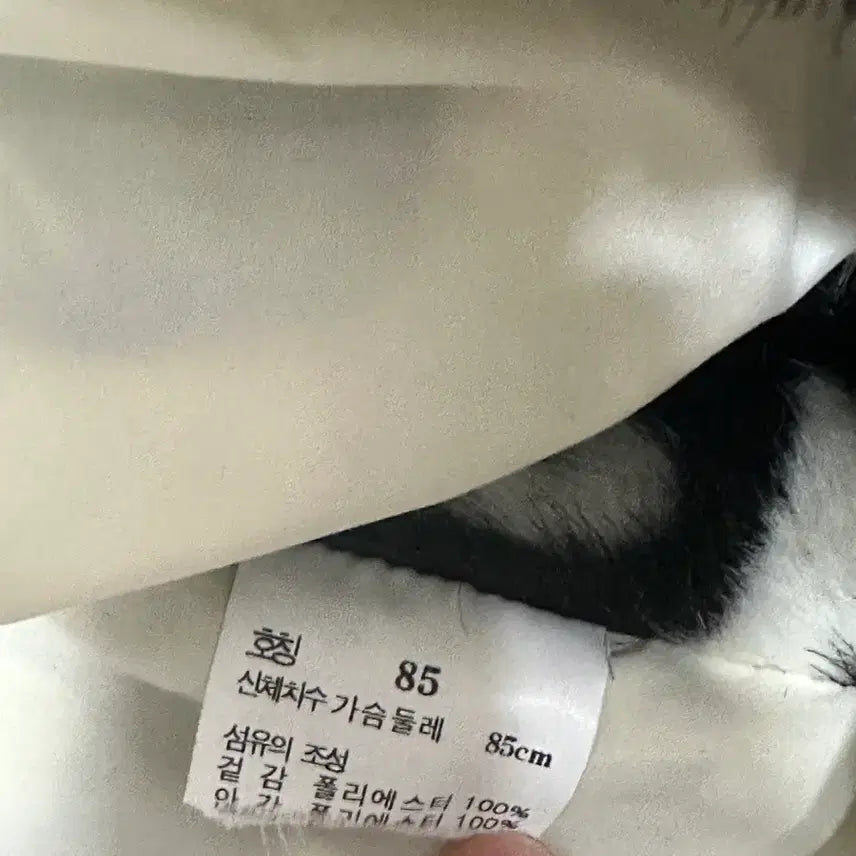 호칭 85
신체치수 가슴둘레 85cm
섬유의 조성
겉 감 폴리에스터 100%
안 감 폴리에스터 100%